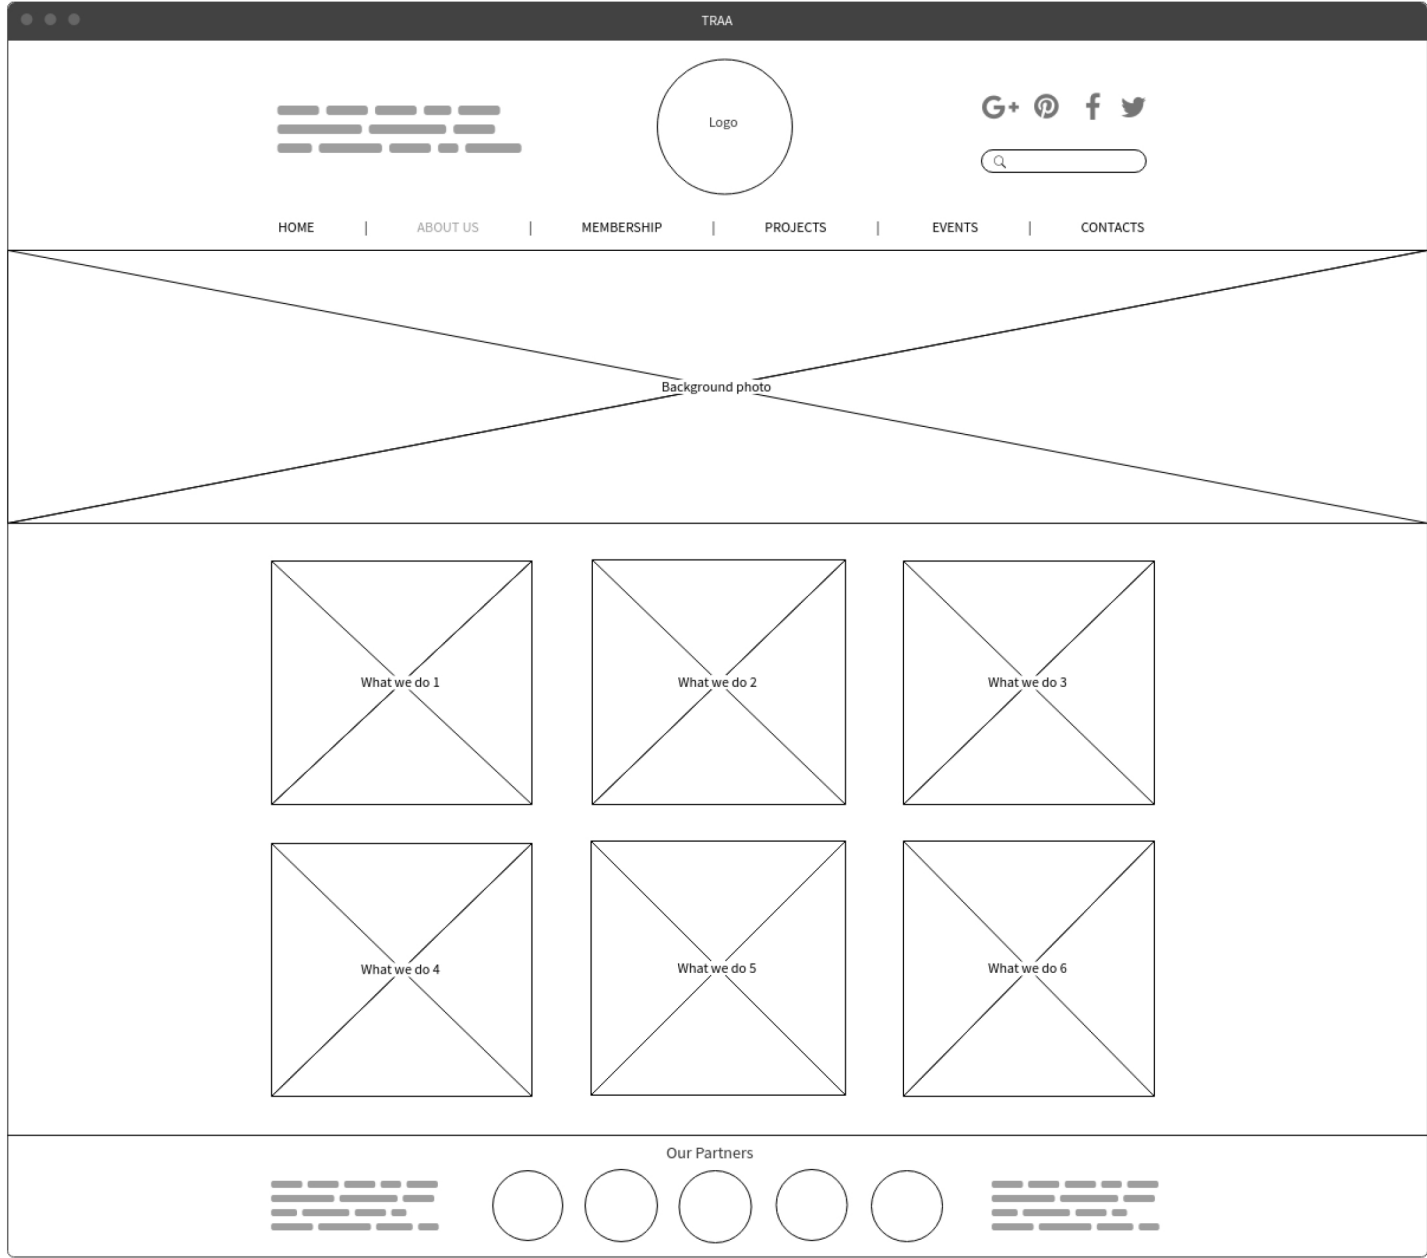 TRAA
Logo
HOME | ABOUT US | MEMBERSHIP | PROJECTS | EVENTS | CONTACTS
Background photo
What we do 1
What we do 2
What we do 3
What we do 4
What we do 5
What we do 6
Our Partners